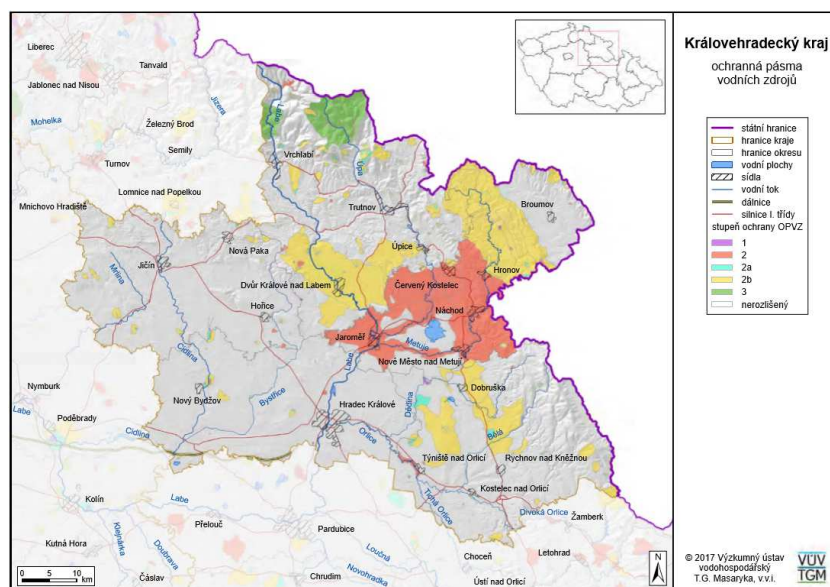 Královehradecký kraj
ochranná pásma
vodních zdrojů
státní hranice
hranice kraje
hranice okresu
vodní plochy
sídla
vodní tok
dálnice
silnice I. třídy
stupeň ochrany OPVZ
1
2
2a
2b
3
nerozlišený
© 2017 Výzkumný ústav
vodohospodářský
T.G. Masaryka, v.v.i.
VÚV
TGM
Liberec
Tanvald
Jablonec nad Nisou
Jizera
Labe
Mohelka
Železný Brod
Semily
Vrchlabí
Úpa
Turnov
Lomnice nad Popelkou
Trutnov
Broumov
Mnichovo Hradiště
Nová Paka
Úpice
Jičín
Hronov
Mrlina
Dvůr Králové nad Labem
Červený Kostelec
Hořice
Náchod
Jaroměř
Metuje
Cidlina
Labe
Nové Město nad Metují
Nymburk
Nový Bydžov
Bystřice
Dobruška
Labe
Poděbrady
Hradec Králové
Dědina
Cidlina
Orlice
Bělá
Týniště nad Orlicí
Rychnov nad Kněžnou
Kolín
Labe
Tichá Orlice
Kostelec nad Orlicí
Přelouč
Divoká Orlice
Žamberk
Klejnárka
Pardubice
Kutná Hora
Doubrava
Loučná
Choceň
Letohrad
Novohradka
Čáslav
Chrudim
Ústí nad Orlicí
0 5 10
km
N